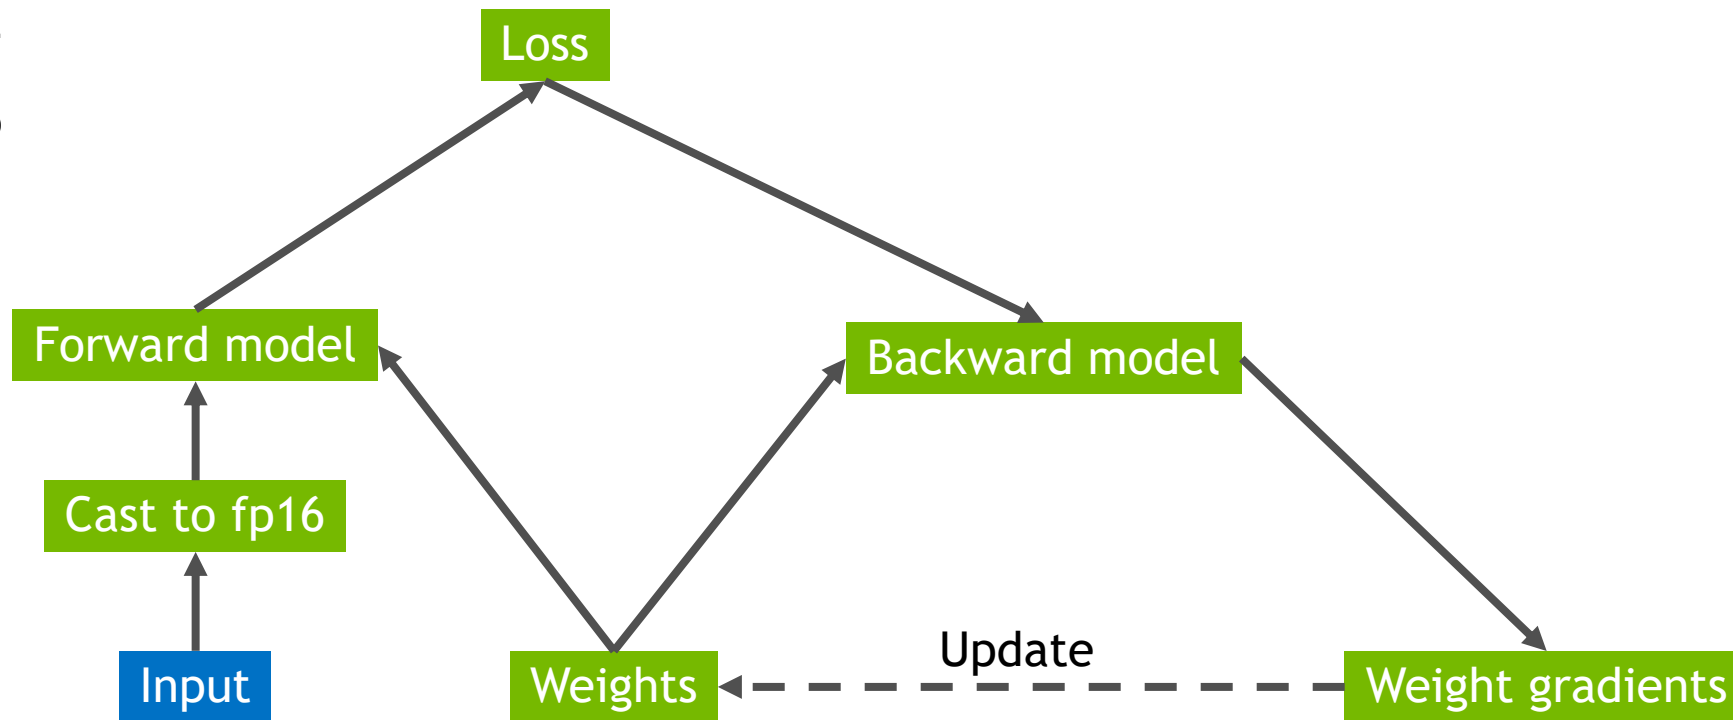 Loss
Forward model
Backward model
Cast to fp16
Update
Input
Weights
Weight gradients